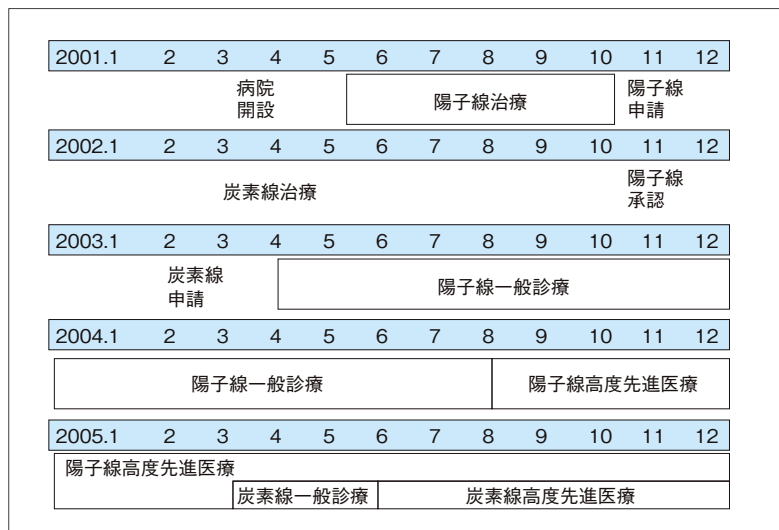 2001.1 2 3 4 5 6 7 8 9 10 11 12
病院
開設
陽子線治療
陽子線
申請
2002.1 2 3 4 5 6 7 8 9 10 11 12
炭素線治療
陽子線
承認
2003.1 2 3 4 5 6 7 8 9 10 11 12
炭素線
申請
陽子線一般診療
2004.1 2 3 4 5 6 7 8 9 10 11 12
陽子線一般診療 陽子線高度先進医療
2005.1 2 3 4 5 6 7 8 9 10 11 12
陽子線高度先進医療
炭素線一般診療 炭素線高度先進医療